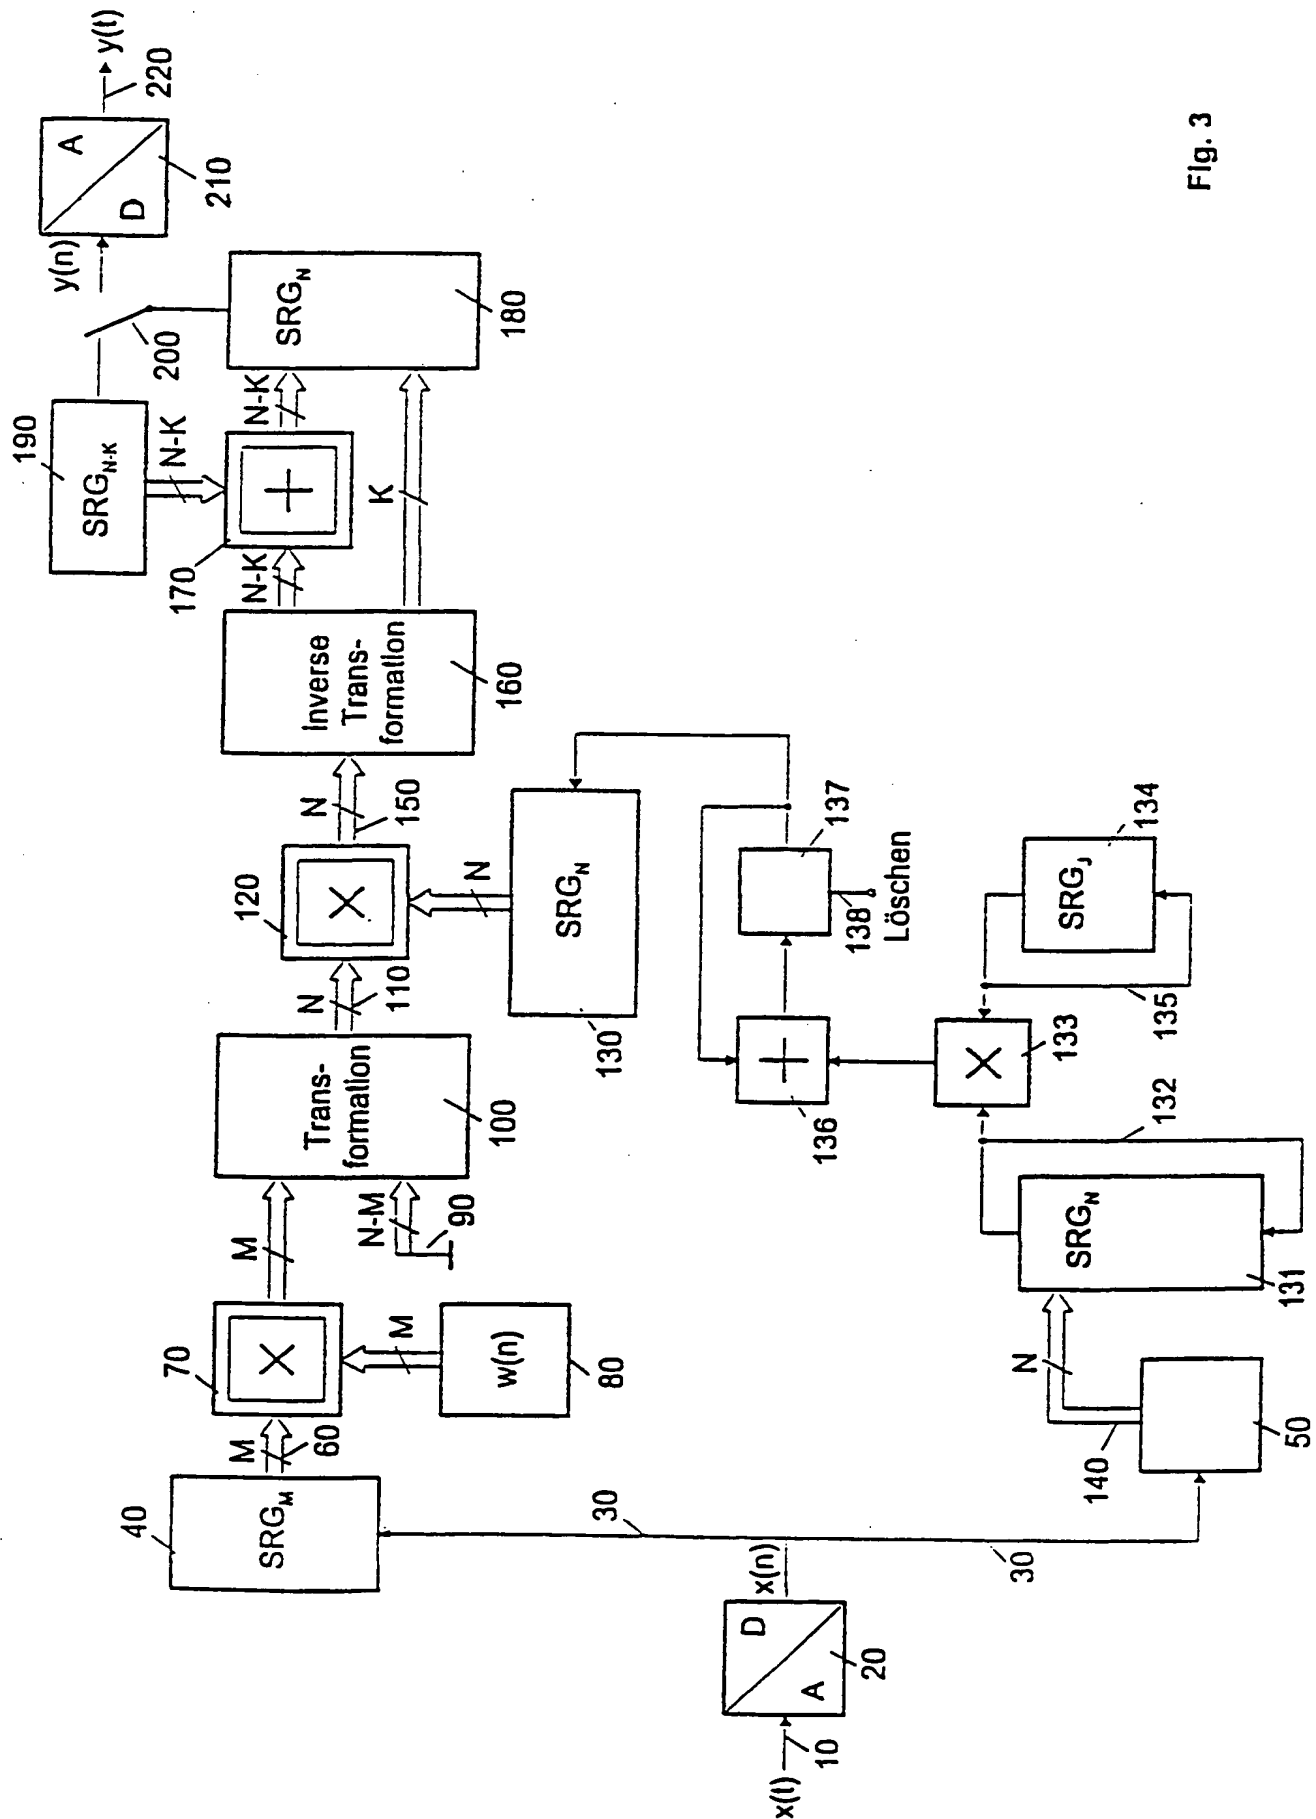 x(t)
10
A
D
20
x(n)
30
30
40
SRG_M
M
60
70
×
M
w(n)
80
M
N-M
90
Trans-
formation
100
N
110
120
×
N
SRG_N
130
N
150
Inverse
Trans-
formation
160
N-K
170
+
N-K
SRG_N-K
190
N-K
K
SRG_N
180
200
y(n)
D
A
210
220
y(t)
50
140
N
SRG_N
131
132
×
133
SRG_J
134
135
+
136
137
138
Löschen
Fig. 3